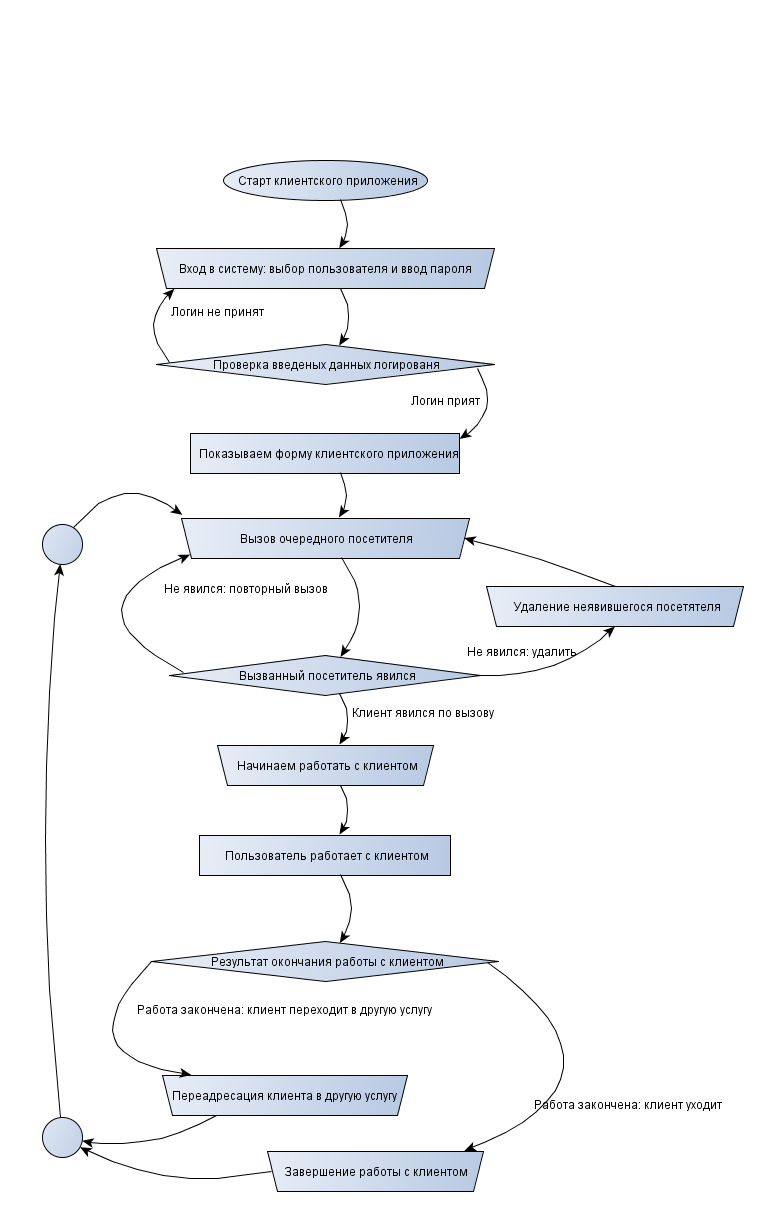 Старт клиентского приложения
Вход в систему: выбор пользователя и ввод пароля
Логин не принят
Проверка введеных данных логированя
Логин прият
Показываем форму клиентского приложения
Вызов очередного посетителя
Не явился: повторный вызов
Удаление неявившегося посетятеля
Не явился: удалить
Вызванный посетитель явился
Клиент явился по вызову
Начинаем работать с клиентом
Пользователь работает с клиентом
Результат окончания работы с клиентом
Работа закончена: клиент переходит в другую услугу
Переадресация клиента в другую услугу
Работа закончена: клиент уходит
Завершение работы с клиентом